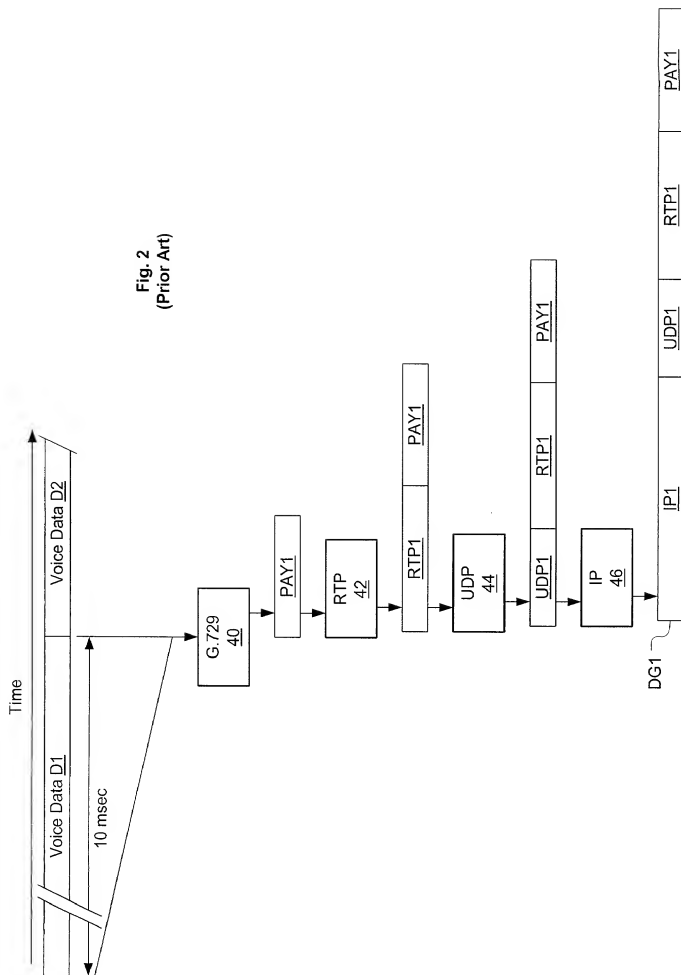 Time
Voice Data D1
Voice Data D2
10 msec
Fig. 2
(Prior Art)
G.729
40
PAY1
RTP
42
RTP1
PAY1
UDP
44
UDP1
RTP1
PAY1
IP
46
DG1
IP1
UDP1
RTP1
PAY1